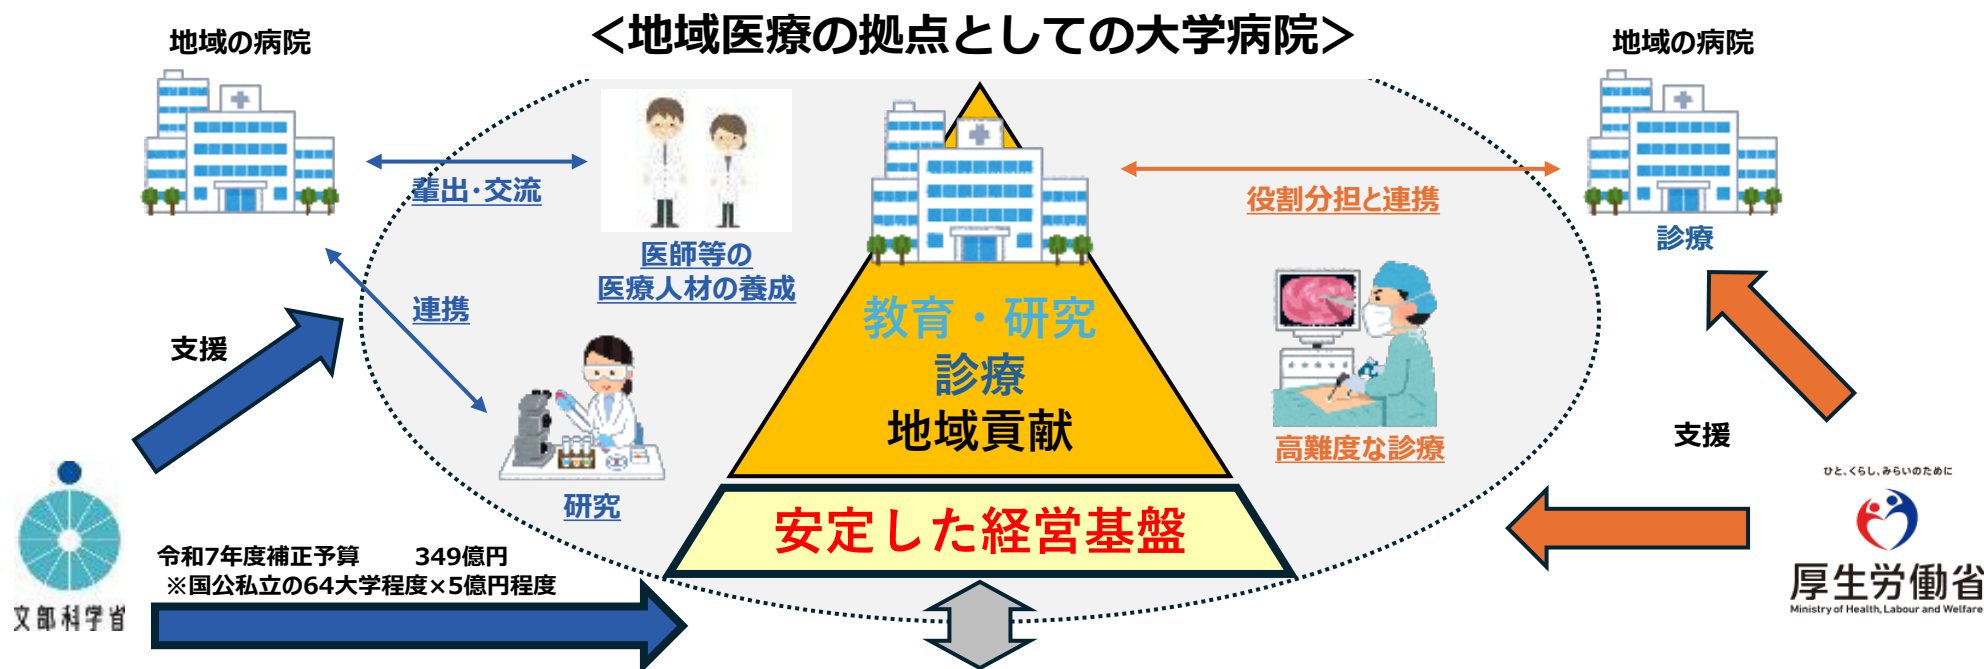 ＜地域医療の拠点としての大学病院＞
地域の病院
地域の病院
輩出・交流
医師等の
医療人材の養成
連携
研究
役割分担と連携
診療
高難度な診療
教育・研究
診療
地域貢献
安定した経営基盤
支援
支援
令和7年度補正予算　　349億円
※国公私立の64大学程度×5億円程度
文部科学省
ひと、くらし、みらいのために
厚生労働省
Ministry of Health, Labour and Welfare